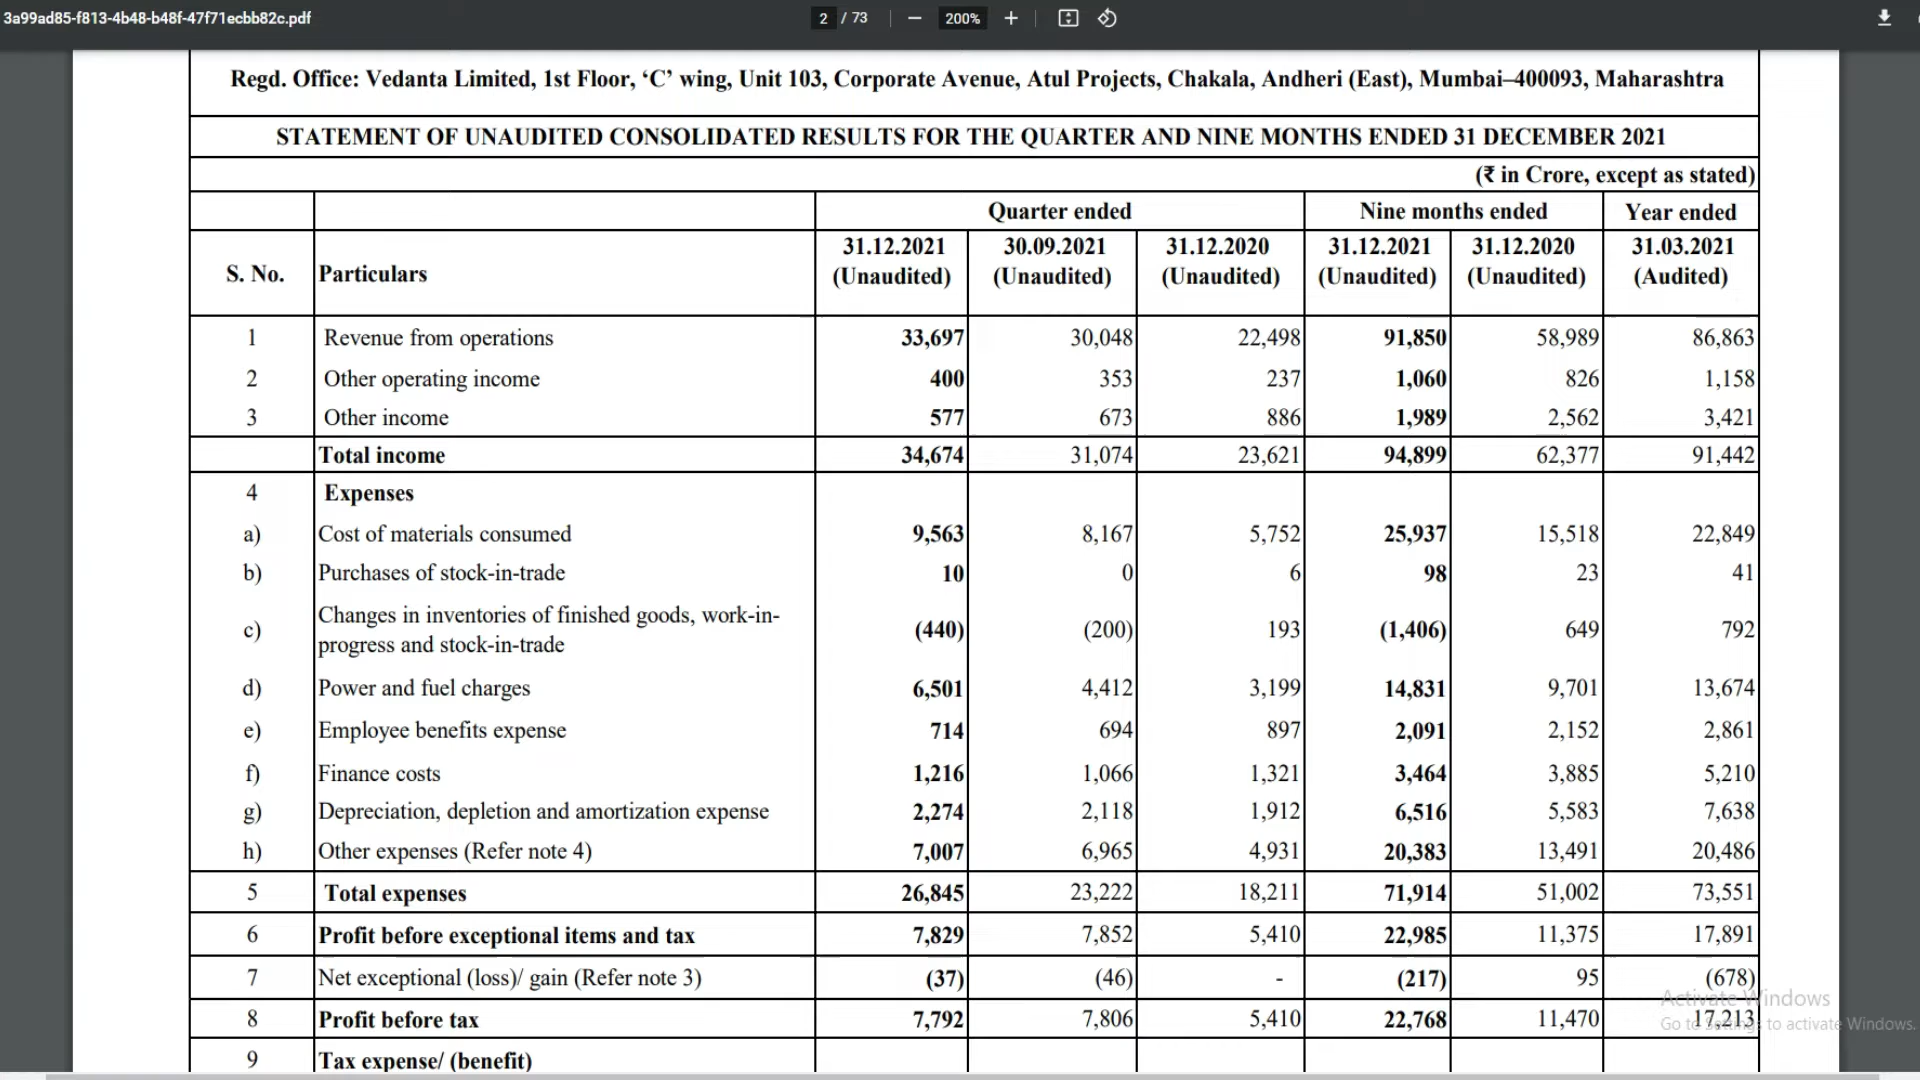 3a99ad85-f813-4b48-b48f-47f71ecbb82c.pdf 2 / 73 200%
Regd. Office: Vedanta Limited, 1st Floor, ‘C’ wing, Unit 103, Corporate Avenue, Atul Projects, Chakala, Andheri (East), Mumbai–400093, Maharashtra
STATEMENT OF UNAUDITED CONSOLIDATED RESULTS FOR THE QUARTER AND NINE MONTHS ENDED 31 DECEMBER 2021
(₹ in Crore, except as stated)
Quarter ended Nine months ended Year ended
S. No. Particulars 31.12.2021 30.09.2021 31.12.2020 31.12.2021 31.12.2020 31.03.2021
(Unaudited) (Unaudited) (Unaudited) (Unaudited) (Unaudited) (Audited)
1 Revenue from operations 33,697 30,048 22,498 91,850 58,989 86,863
2 Other operating income 400 353 237 1,060 826 1,158
3 Other income 577 673 886 1,989 2,562 3,421
Total income 34,674 31,074 23,621 94,899 62,377 91,442
4 Expenses
a) Cost of materials consumed 9,563 8,167 5,752 25,937 15,518 22,849
b) Purchases of stock-in-trade 10 0 6 98 23 41
c) Changes in inventories of finished goods, work-in-
progress and stock-in-trade (440) (200) 193 (1,406) 649 792
d) Power and fuel charges 6,501 4,412 3,199 14,831 9,701 13,674
e) Employee benefits expense 714 694 897 2,091 2,152 2,861
f) Finance costs 1,216 1,066 1,321 3,464 3,885 5,210
g) Depreciation, depletion and amortization expense 2,274 2,118 1,912 6,516 5,583 7,638
h) Other expenses (Refer note 4) 7,007 6,965 4,931 20,383 13,491 20,486
5 Total expenses 26,845 23,222 18,211 71,914 51,002 73,551
6 Profit before exceptional items and tax 7,829 7,852 5,410 22,985 11,375 17,891
7 Net exceptional (loss)/ gain (Refer note 3) (37) (46) - (217) 95 (678)
Activate Windows
8 Profit before tax 7,792 7,806 5,410 22,768 11,470 17,213
Go to Settings to activate Windows.
9 Tax expense/ (benefit)